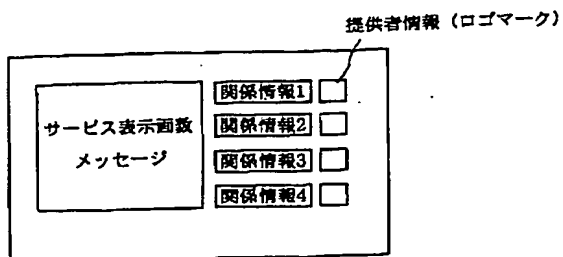 提供者情報（ロゴマーク）
サービス表示画数
メッセージ
関係情報1
関係情報2
関係情報3
関係情報4